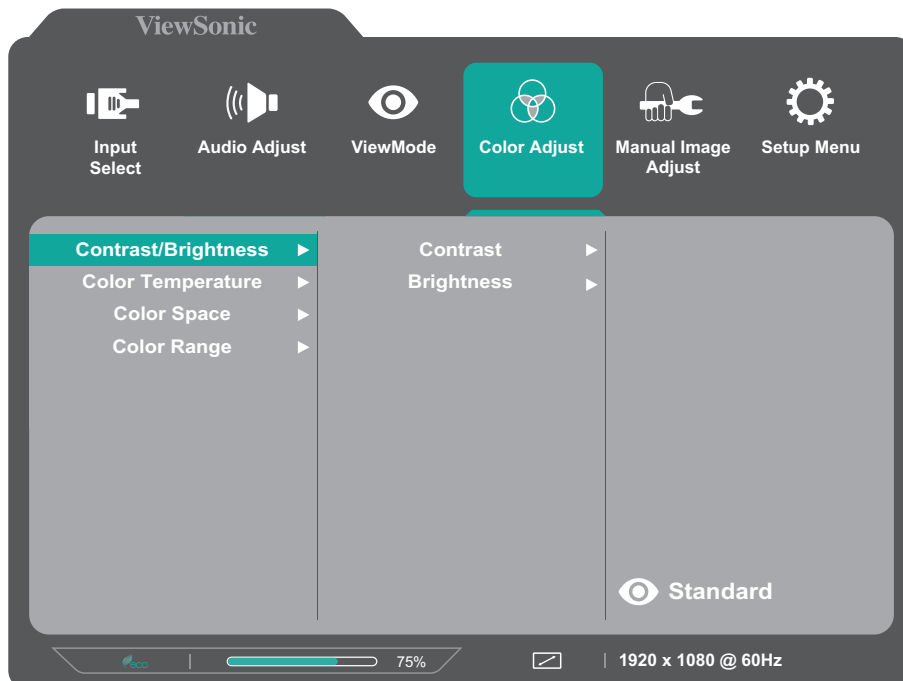 ViewSonic
Input Select
Audio Adjust
ViewMode
Color Adjust
Manual Image Adjust
Setup Menu
Contrast/Brightness
Color Temperature
Color Space
Color Range
Contrast
Brightness
Standard
eco
75%
1920 x 1080 @ 60Hz